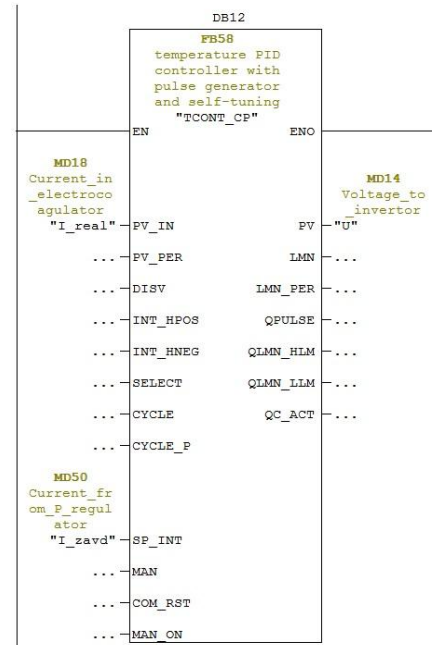 DB12
FB58
temperature PID
controller with
pulse generator
and self-tuning
"TCONT_CP"
EN ENO
MD18
Current_in
_electroco
agulator
"I_real" PV_IN
... PV_PER
... DISV
... INT_HPOS
... INT_HNEG
... SELECT
... CYCLE
... CYCLE_P
MD50
Current_fr
om_P_regul
ator
"I_zavd" SP_INT
... MAN
... COM_RST
... MAN_ON
MD14
Voltage_to
_invertor
PV "U"
LMN ...
LMN_PER ...
QPULSE ...
QLMN_HLM ...
QLMN_LLM ...
QC_ACT ...